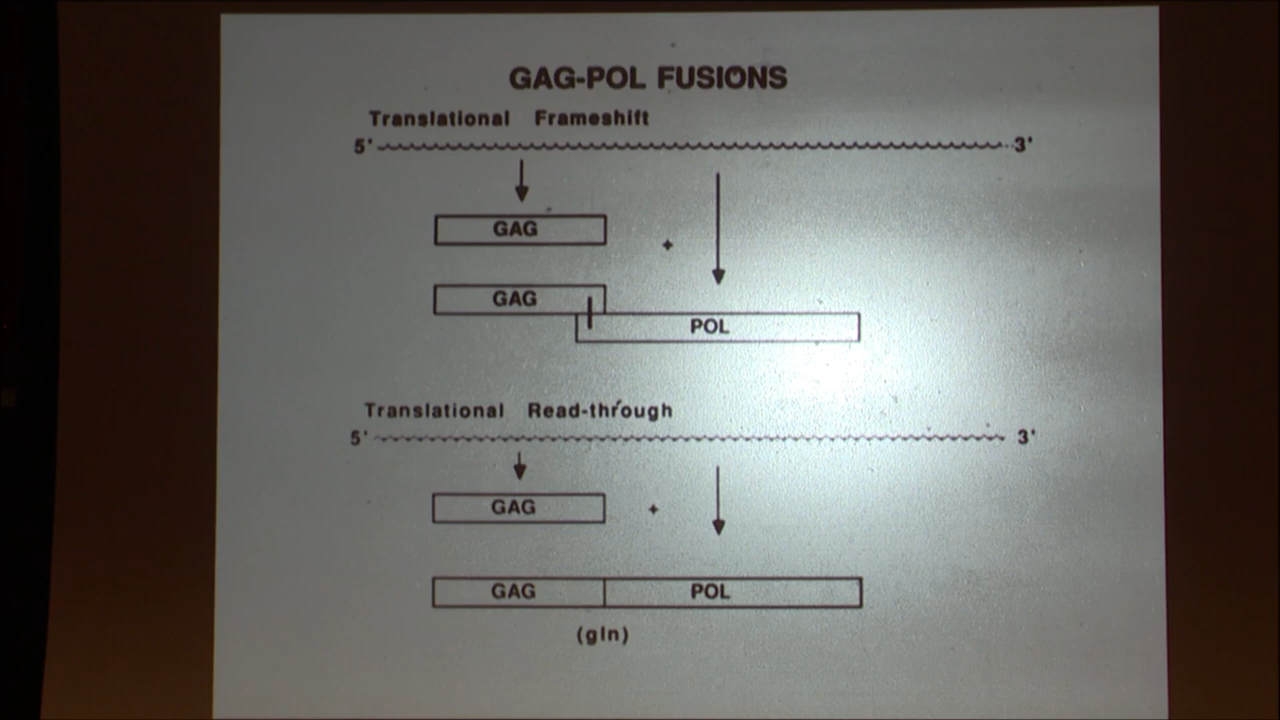 GAG-POL FUSIONS
Translational Frameshift
5' 3'
GAG
+
GAG
POL
Translational Read-through
5' 3'
GAG
+
GAG POL
(gln)